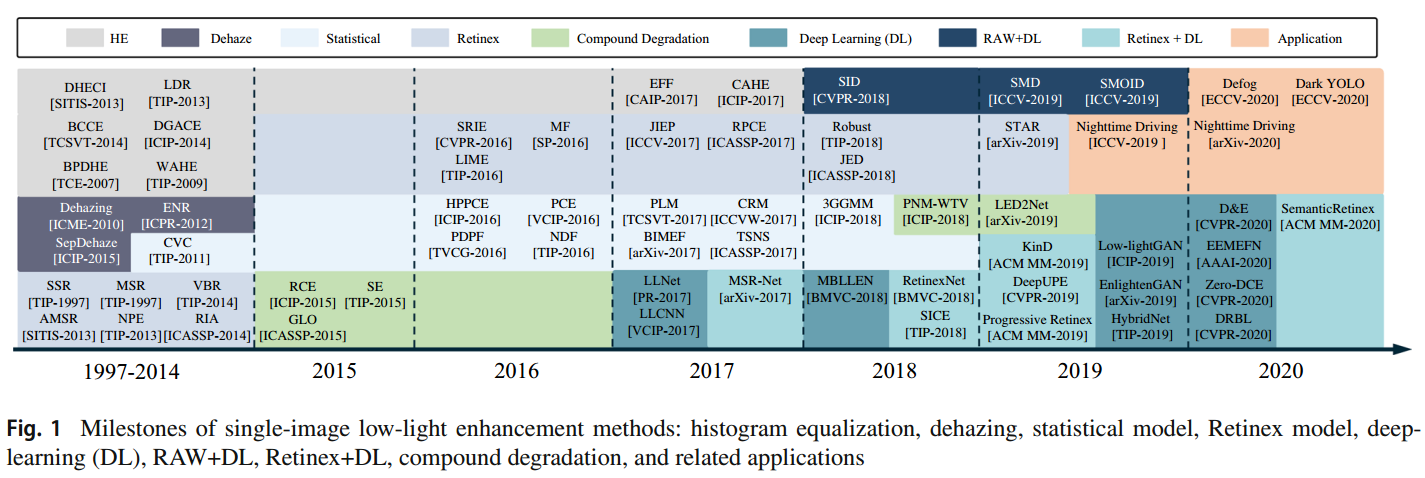 HE Dehaze Statistical Retinex Compound Degradation Deep Learning (DL) RAW+DL Retinex + DL Application
DHECI
[SITIS-2013]
LDR
[TIP-2013]
BCCE
[TCSVT-2014]
DGACE
[ICIP-2014]
BPDHE
[TCE-2007]
WAHE
[TIP-2009]
Dehazing
[ICME-2010]
ENR
[ICPR-2012]
SepDehaze
[ICIP-2015]
CVC
[TIP-2011]
SSR
[TIP-1997]
MSR
[TIP-1997]
VBR
[TIP-2014]
AMSR
[SITIS-2013]
NPE
[TIP-2013]
RIA
[ICASSP-2014]
RCE
[ICIP-2015]
SE
[TIP-2015]
GLO
[ICASSP-2015]
SRIE
[CVPR-2016]
MF
[SP-2016]
LIME
[TIP-2016]
HPPCE
[ICIP-2016]
PCE
[VCIP-2016]
PDPF
[TVCG-2016]
NDF
[TIP-2016]
EFF
[CAIP-2017]
CAHE
[ICIP-2017]
JIEP
[ICCV-2017]
RPCE
[ICASSP-2017]
PLM
[TCSVT-2017]
CRM
[ICCVW-2017]
BIMEF
[arXiv-2017]
TSNS
[ICASSP-2017]
LLNet
[PR-2017]
MSR-Net
[arXiv-2017]
LLCNN
[VCIP-2017]
SID
[CVPR-2018]
Robust
[TIP-2018]
JED
[ICASSP-2018]
3GGMM
[ICIP-2018]
PNM-WTV
[ICIP-2018]
MBLLEN
[BMVC-2018]
RetinexNet
[BMVC-2018]
SICE
[TIP-2018]
SMD
[ICCV-2019]
SMOID
[ICCV-2019]
STAR
[arXiv-2019]
Nighttime Driving
[ICCV-2019 ]
LED2Net
[arXiv-2019]
KinD
[ACM MM-2019]
Low-lightGAN
[ICIP-2019]
DeepUPE
[CVPR-2019]
EnlightenGAN
[arXiv-2019]
Progressive Retinex
[ACM MM-2019]
HybridNet
[TIP-2019]
Defog
[ECCV-2020]
Dark YOLO
[ECCV-2020]
Nighttime Driving
[arXiv-2020]
D&E
[CVPR-2020]
SemanticRetinex
[ACM MM-2020]
EEMEFN
[AAAI-2020]
Zero-DCE
[CVPR-2020]
DRBL
[CVPR-2020]
1997-2014 2015 2016 2017 2018 2019 2020
Fig. 1 Milestones of single-image low-light enhancement methods: histogram equalization, dehazing, statistical model, Retinex model, deep-
learning (DL), RAW+DL, Retinex+DL, compound degradation, and related applications